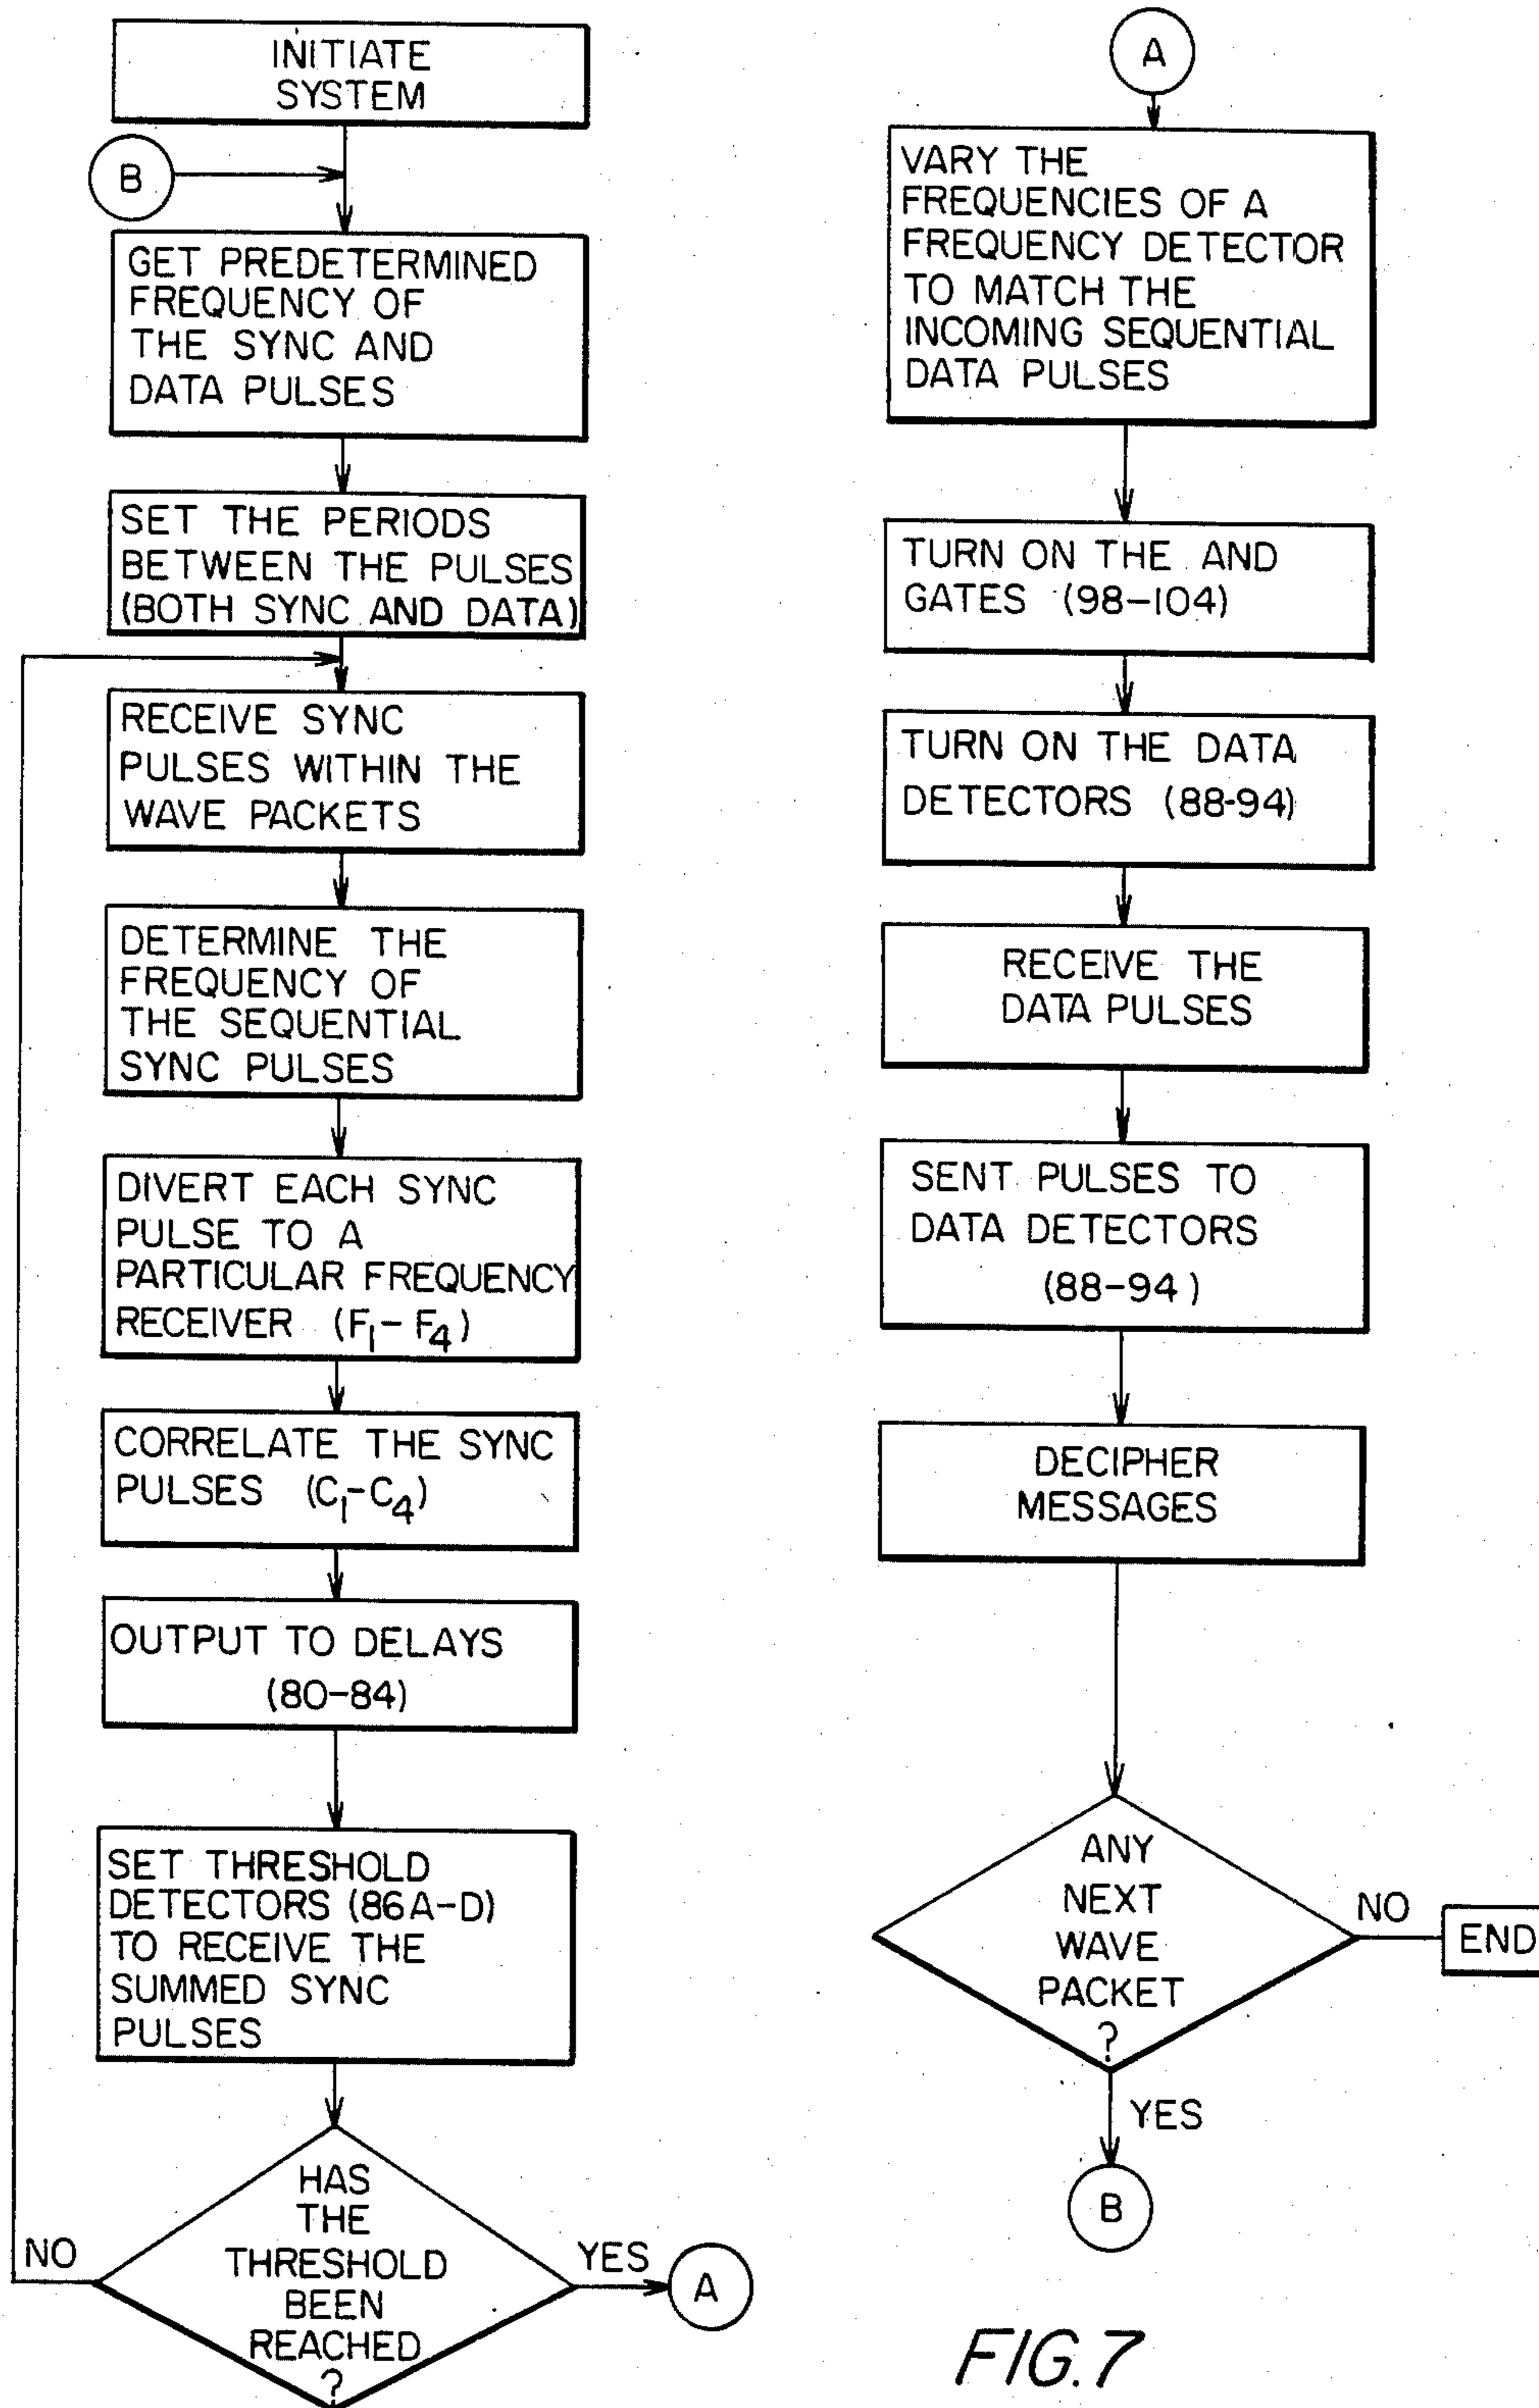 INITIATE
SYSTEM
B
GET PREDETERMINED
FREQUENCY OF
THE SYNC AND
DATA PULSES
SET THE PERIODS
BETWEEN THE PULSES
(BOTH SYNC AND DATA)
RECEIVE SYNC
PULSES WITHIN THE
WAVE PACKETS
DETERMINE THE
FREQUENCY OF
THE SEQUENTIAL
SYNC PULSES
DIVERT EACH SYNC
PULSE TO A
PARTICULAR FREQUENCY
RECEIVER (F₁-F₄)
CORRELATE THE SYNC
PULSES (C₁-C₄)
OUTPUT TO DELAYS
(80-84)
SET THRESHOLD
DETECTORS (86A-D)
TO RECEIVE THE
SUMMED SYNC
PULSES
HAS
THE
THRESHOLD
BEEN
REACHED
?
NO
YES
A
A
VARY THE
FREQUENCIES OF A
FREQUENCY DETECTOR
TO MATCH THE
INCOMING SEQUENTIAL
DATA PULSES
TURN ON THE AND
GATES (98-104)
TURN ON THE DATA
DETECTORS (88-94)
RECEIVE THE
DATA PULSES
SENT PULSES TO
DATA DETECTORS
(88-94)
DECIPHER
MESSAGES
ANY
NEXT
WAVE
PACKET
?
NO
END
YES
B
FIG.7